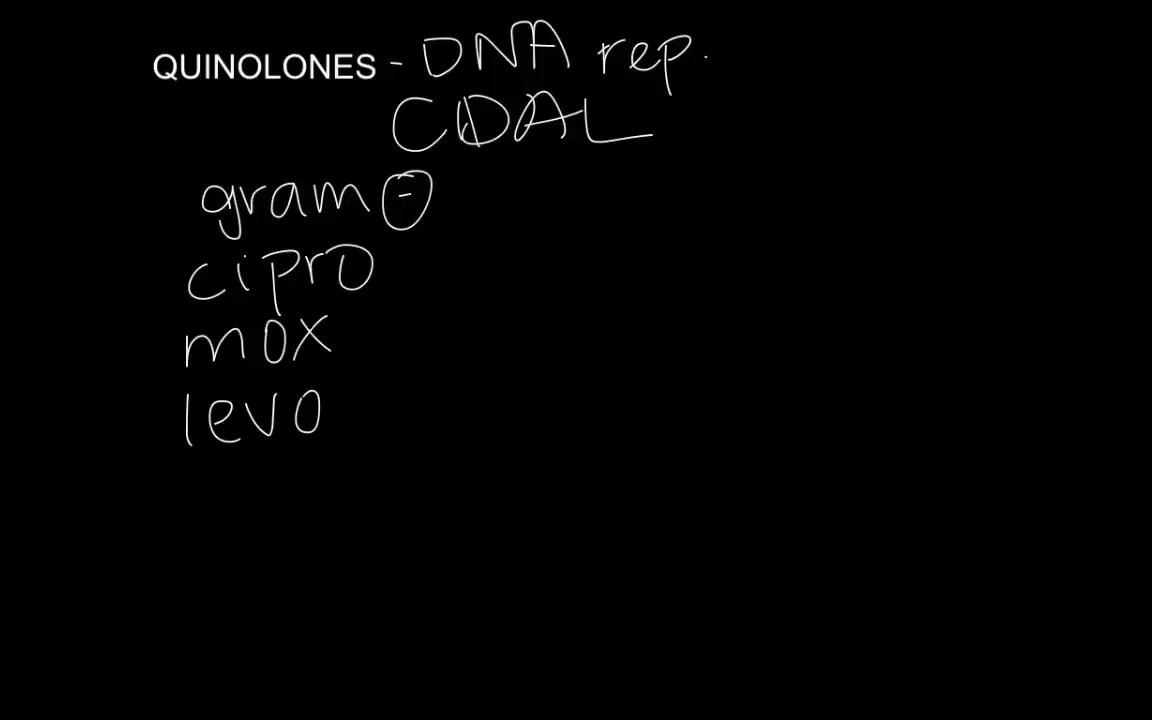 QUINOLONES - DNA rep.
CIDAL
gram ⊖
cipro
mox
levo